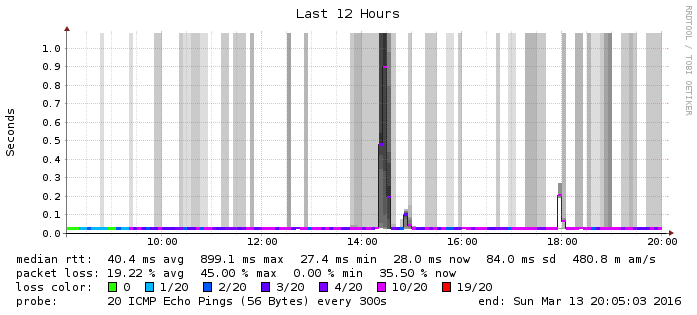 Last 12 Hours
RRDTOOL / TOBI OETIKER
Seconds
1.0
0.9
0.8
0.7
0.6
0.5
0.4
0.3
0.2
0.1
0.0
10:00 12:00 14:00 16:00 18:00 20:00
median rtt: 40.4 ms avg 899.1 ms max 27.4 ms min 28.0 ms now 84.0 ms sd 480.8 m am/s
packet loss: 19.22 % avg 45.00 % max 0.00 % min 35.50 % now
loss color: 0 1/20 2/20 3/20 4/20 10/20 19/20
probe: 20 ICMP Echo Pings (56 Bytes) every 300s end: Sun Mar 13 20:05:03 2016